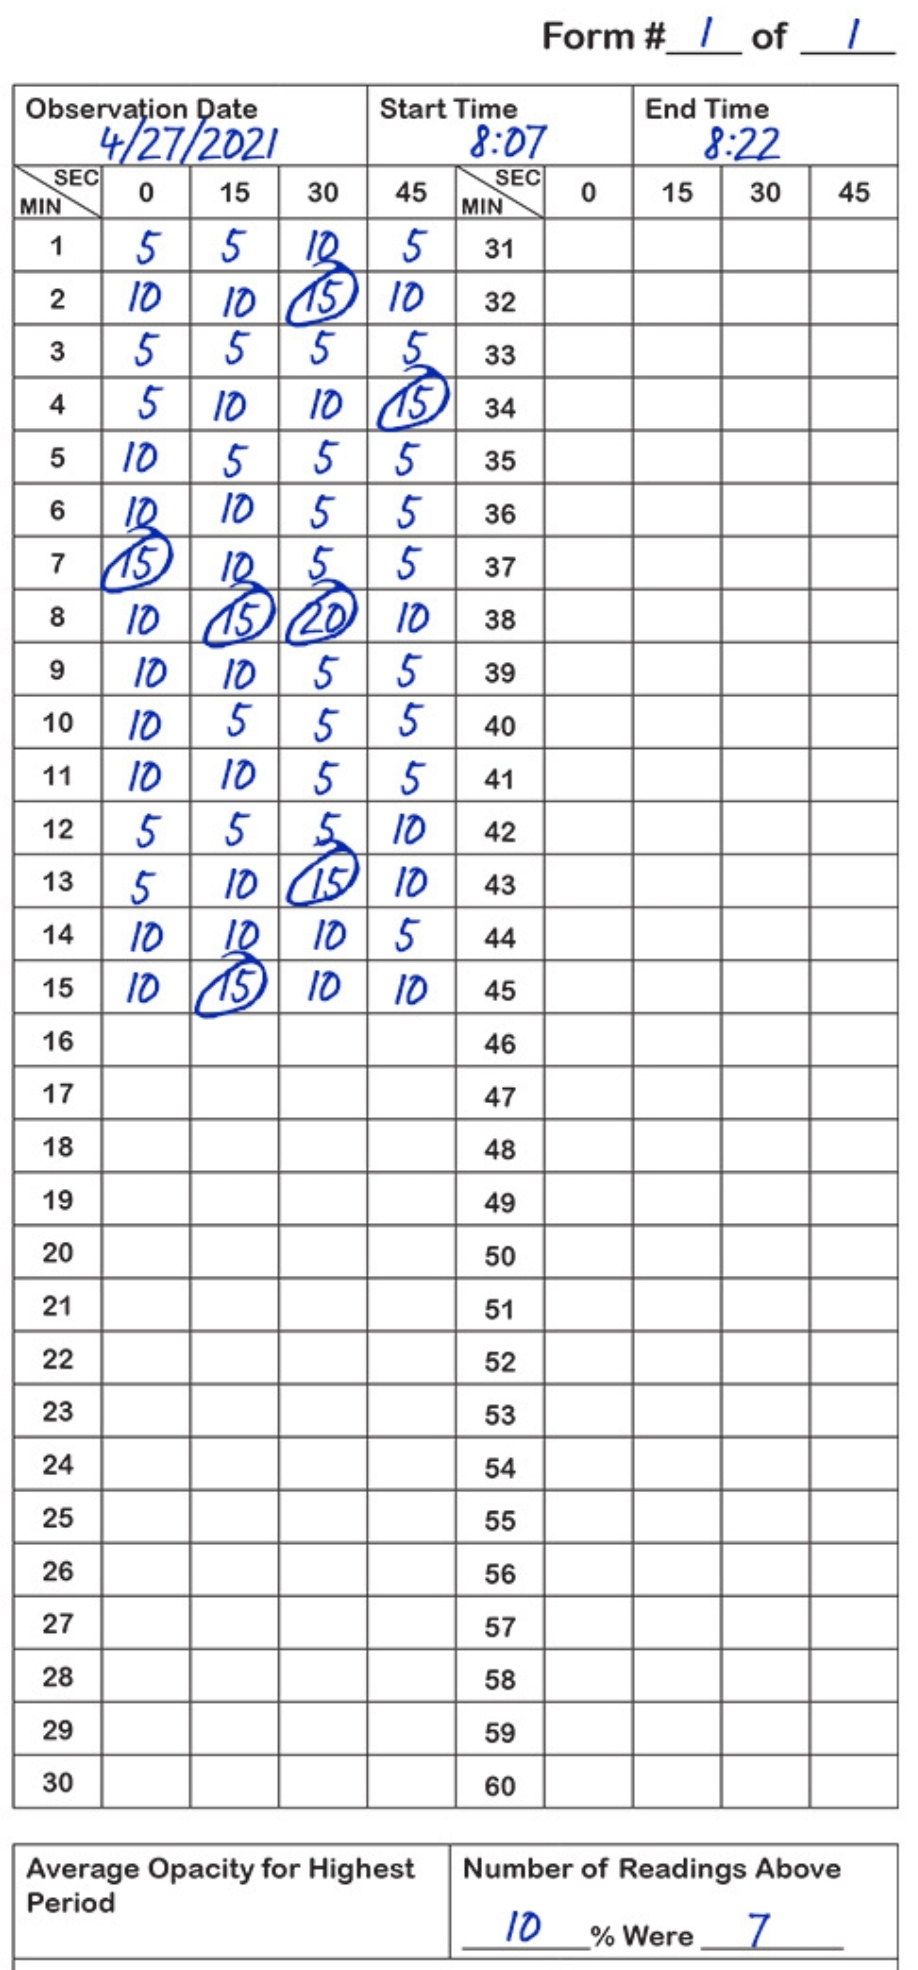 Form # 1 of 1
Observation Date Start Time End Time
4/27/2021 8:07 8:22
SEC SEC
MIN 0 15 30 45 MIN 0 15 30 45
1 5 5 10 5 31
2 10 10 15 10 32
3 5 5 5 5 33
4 5 10 10 15 34
5 10 5 5 5 35
6 10 10 5 5 36
7 15 10 5 5 37
8 10 15 20 10 38
9 10 10 5 5 39
10 10 5 5 5 40
11 10 10 5 5 41
12 5 5 5 10 42
13 5 10 15 10 43
14 10 10 10 5 44
15 10 15 10 10 45
16 46
17 47
18 48
19 49
20 50
21 51
22 52
23 53
24 54
25 55
26 56
27 57
28 58
29 59
30 60
Average Opacity for Highest Number of Readings Above
Period
10 % Were 7